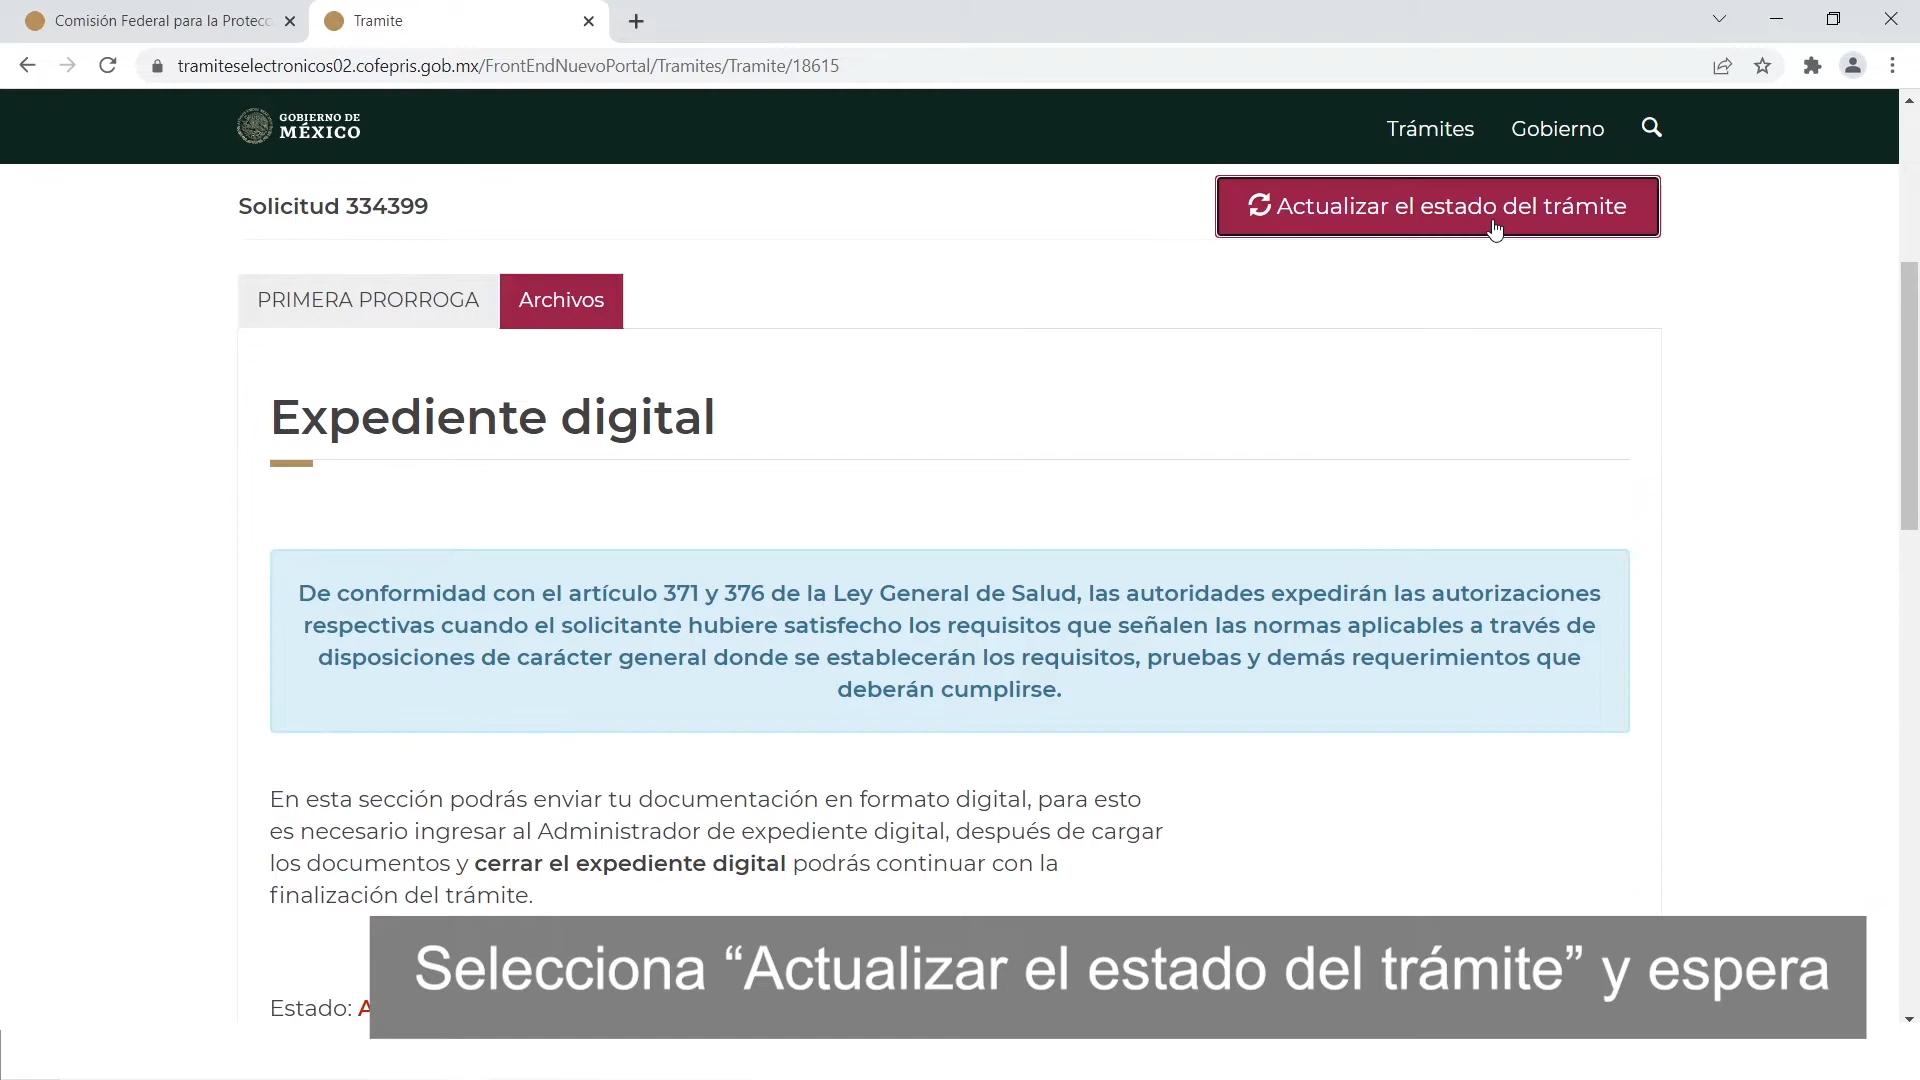 Comisión Federal para la Protecc
Tramite
tramiteselectronicos02.cofepris.gob.mx/FrontEndNuevoPortal/Tramites/Tramite/18615
GOBIERNO DE
MÉXICO
Trámites
Gobierno
Solicitud 334399
Actualizar el estado del trámite
PRIMERA PRORROGA
Archivos
Expediente digital
De conformidad con el artículo 371 y 376 de la Ley General de Salud, las autoridades expedirán las autorizaciones
respectivas cuando el solicitante hubiere satisfecho los requisitos que señalen las normas aplicables a través de
disposiciones de carácter general donde se establecerán los requisitos, pruebas y demás requerimientos que
deberán cumplirse.
En esta sección podrás enviar tu documentación en formato digital, para esto
es necesario ingresar al Administrador de expediente digital, después de cargar
los documentos y cerrar el expediente digital podrás continuar con la
finalización del trámite.
Estado: A
Selecciona “Actualizar el estado del trámite” y espera